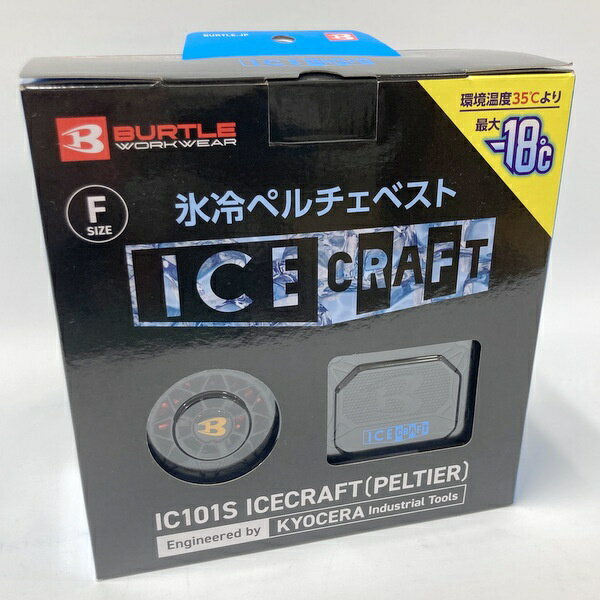 BURTLE.JP
B
BURTLE
WORKWEAR
環境温度35℃より
最大
-18℃
F
SIZE
氷冷ペルチェベスト
ICE CRAFT
B
B
ICE CRAFT
IC101S ICECRAFT(PELTIER)
Engineered by KYOCERA Industrial Tools